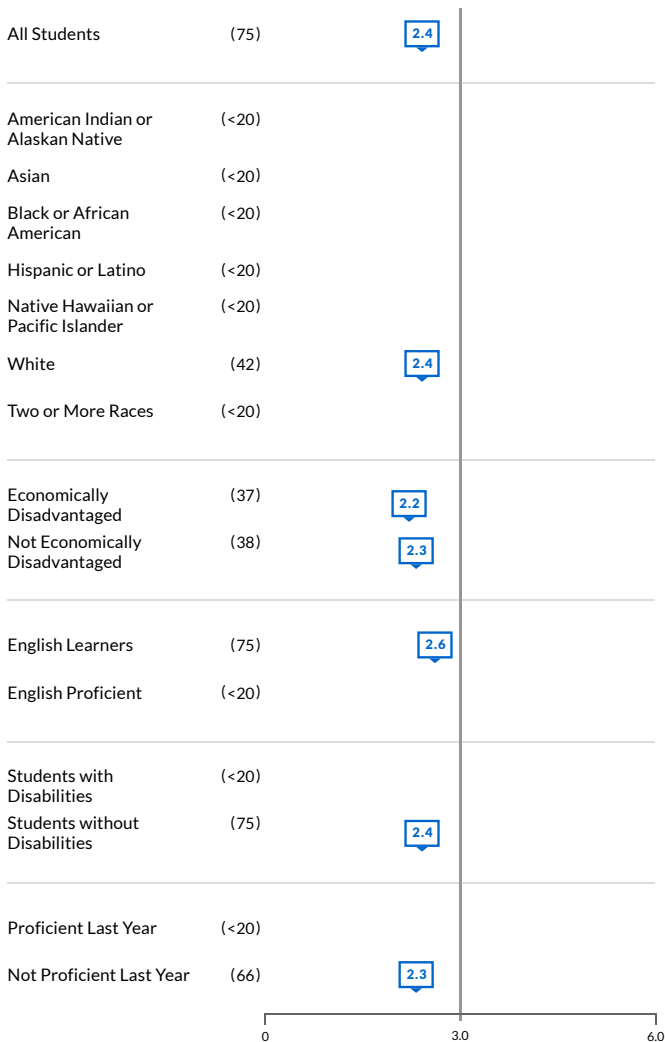 All Students (75) 2.4
American Indian or (<20)
Alaskan Native
Asian (<20)
Black or African (<20)
American
Hispanic or Latino (<20)
Native Hawaiian or (<20)
Pacific Islander
White (42) 2.4
Two or More Races (<20)
Economically (37) 2.2
Disadvantaged
Not Economically (38) 2.3
Disadvantaged
English Learners (75) 2.6
English Proficient (<20)
Students with (<20)
Disabilities
Students without (75) 2.4
Disabilities
Proficient Last Year (<20)
Not Proficient Last Year (66) 2.3
0 3.0 6.0